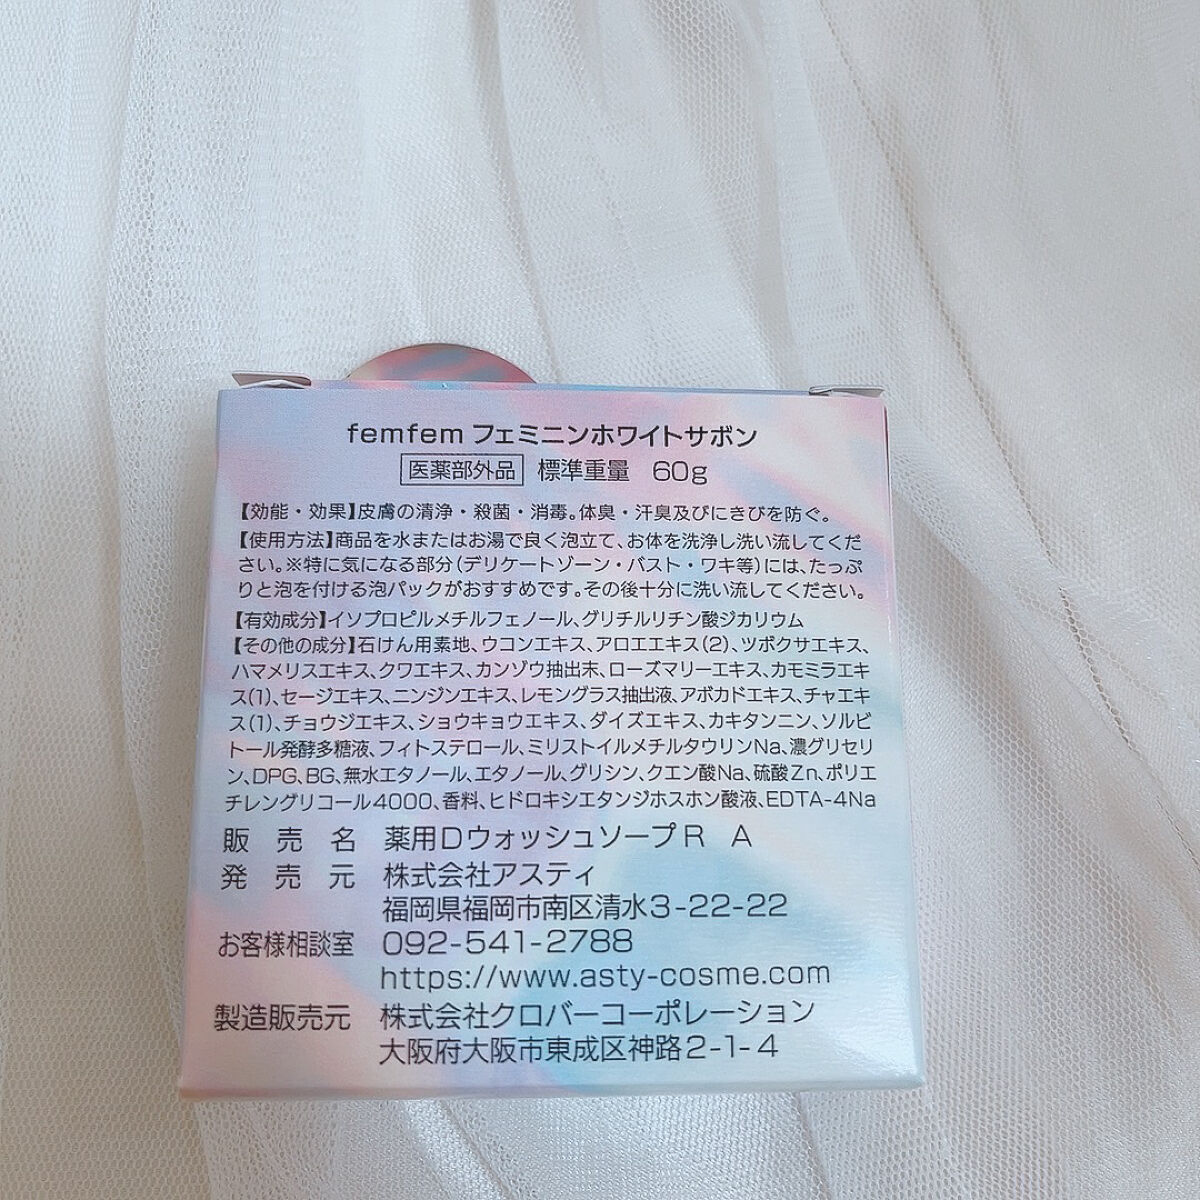 femfem フェミニンホワイトサボン
医薬部外品 標準重量 60g
【効能・効果】皮膚の清浄・殺菌・消毒。体臭・汗臭及びにきびを防ぐ。
【使用方法】商品を水またはお湯で良く泡立て、お体を洗浄し洗い流してくだ
さい。※特に気になる部分(デリケートゾーン・バスト・ワキ等)には、たっぷ
りと泡を付ける泡パックがおすすめです。その後十分に洗い流してください。
【有効成分】イソプロピルメチルフェノール、グリチルリチン酸ジカリウム
【その他の成分】石けん用素地、ウコンエキス、アロエエキス(2)、ツボクサエキス、
ハマメリスエキス、クワエキス、カンゾウ抽出末、ローズマリーエキス、カモミラエキ
ス(1)、セージエキス、ニンジンエキス、レモングラス抽出液、アボカドエキス、チャエキ
ス(1)、チョウジエキス、ショウキョウエキス、ダイズエキス、カキタンニン、ソルビ
トール発酵多糖液、フィトステロール、ミリストイルメチルタウリンNa、濃グリセリ
ン、DPG、BG、無水エタノール、エタノール、グリシン、クエン酸Na、硫酸Zn、ポリエ
チレングリコール4000、香料、ヒドロキシエタンジホスホン酸液、EDTA-4Na
販売名 薬用DウォッシュソープR A
発売元 株式会社アスティ
福岡県福岡市南区清水3-22-22
お客様相談室 092-541-2788
https://www.asty-cosme.com
製造販売元 株式会社クロバーコーポレーション
大阪府大阪市東成区神路2-1-4